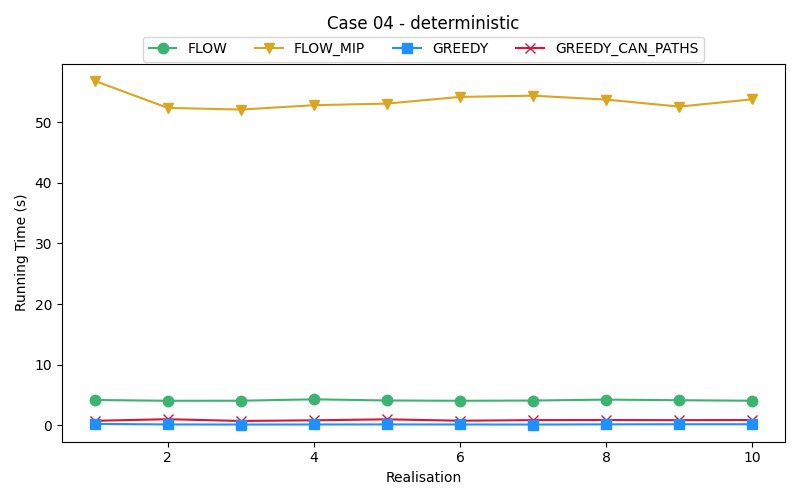 Case 04 - deterministic
FLOW FLOW_MIP GREEDY GREEDY_CAN_PATHS
50
40
30
20
10
0
Running Time (s)
2 4 6 8 10
Realisation